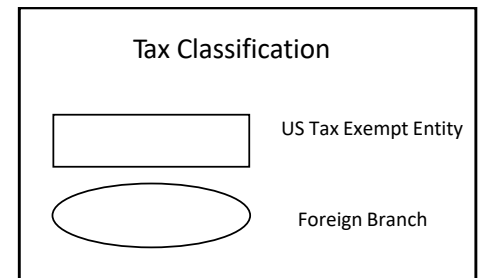 Tax Classification
US Tax Exempt Entity
Foreign Branch